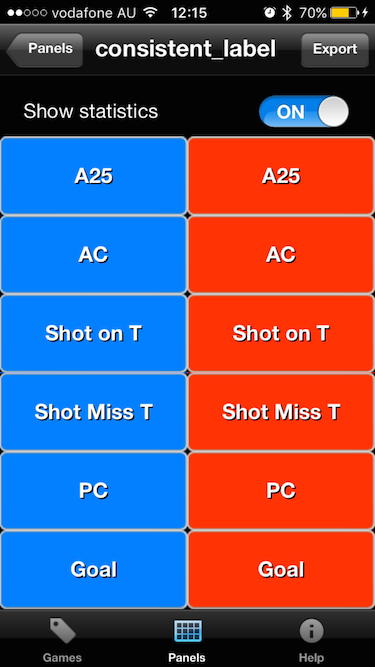 vodafone AU 12:15 70%
Panels consistent_label Export
Show statistics ON
A25 A25
AC AC
Shot on T Shot on T
Shot Miss T Shot Miss T
PC PC
Goal Goal
Games Panels Help